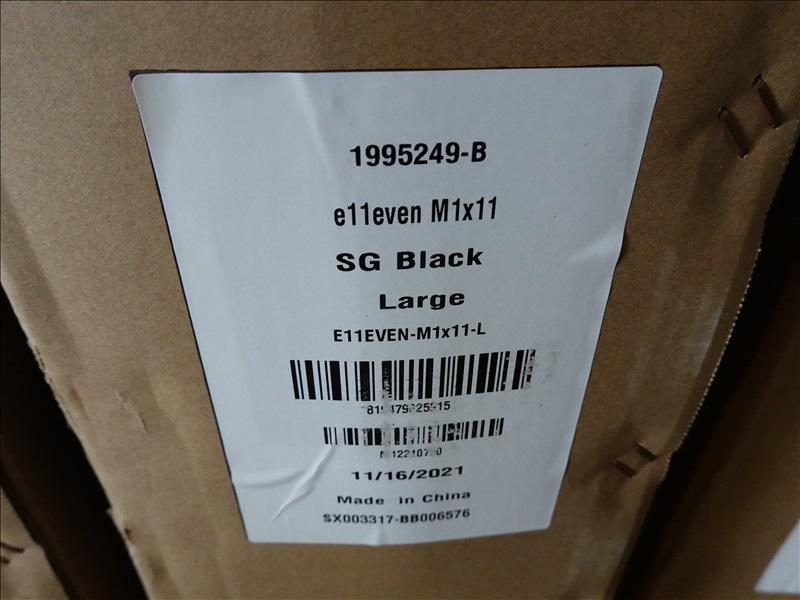 1995249-B
e11even M1x11
SG Black
Large
E11EVEN-M1x11-L
11/16/2021
Made in China
SX003317-BB006576